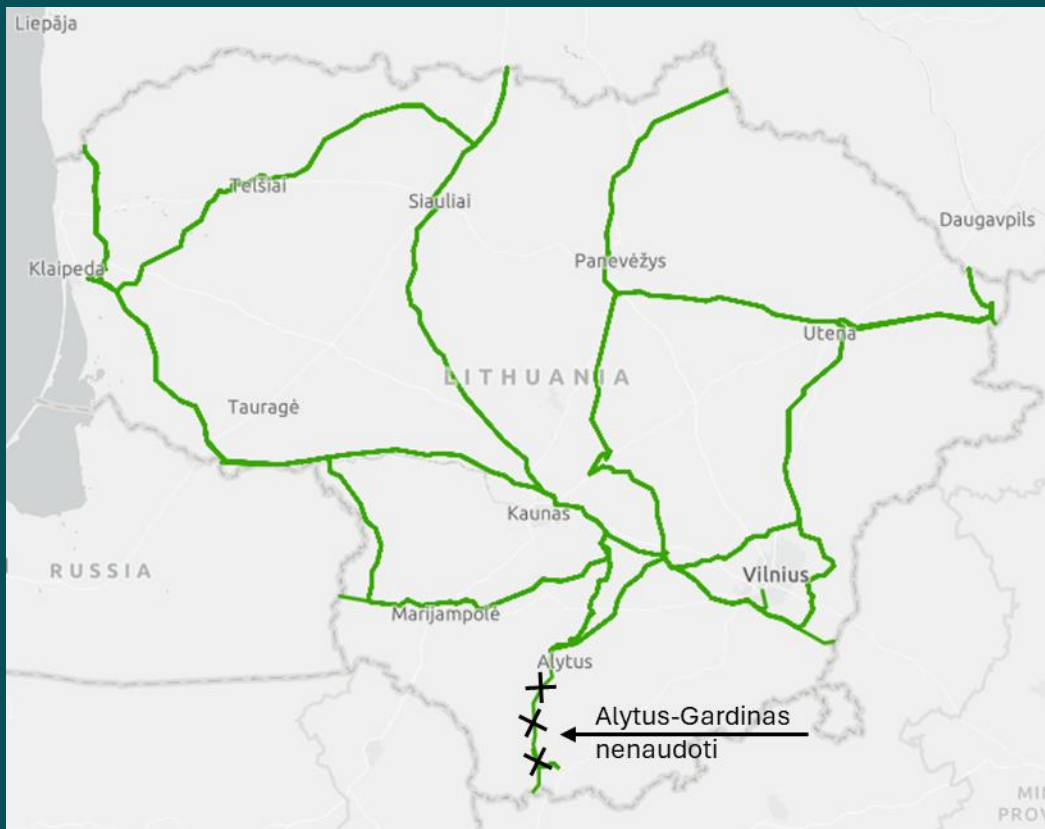 Liepāja
Telšiai
Siauliai
Daugavpils
Klaipeda
Panevėžys
Utena
LITHUANIA
Tauragė
Kaunas
RUSSIA
Vilnius
Marijampolė
Alytus
Alytus-Gardinas
nenaudoti